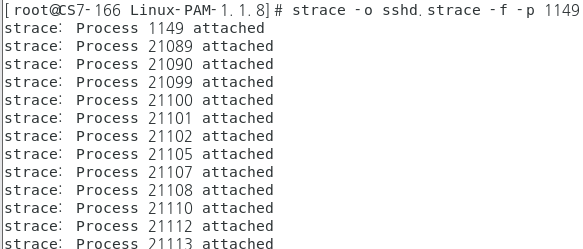 [root@CS7-166 Linux-PAM-1.1.8]# strace -o sshd.strace -f -p 1149
strace: Process 1149 attached
strace: Process 21089 attached
strace: Process 21090 attached
strace: Process 21099 attached
strace: Process 21100 attached
strace: Process 21101 attached
strace: Process 21102 attached
strace: Process 21105 attached
strace: Process 21107 attached
strace: Process 21108 attached
strace: Process 21110 attached
strace: Process 21112 attached
strace: Process 21113 attached